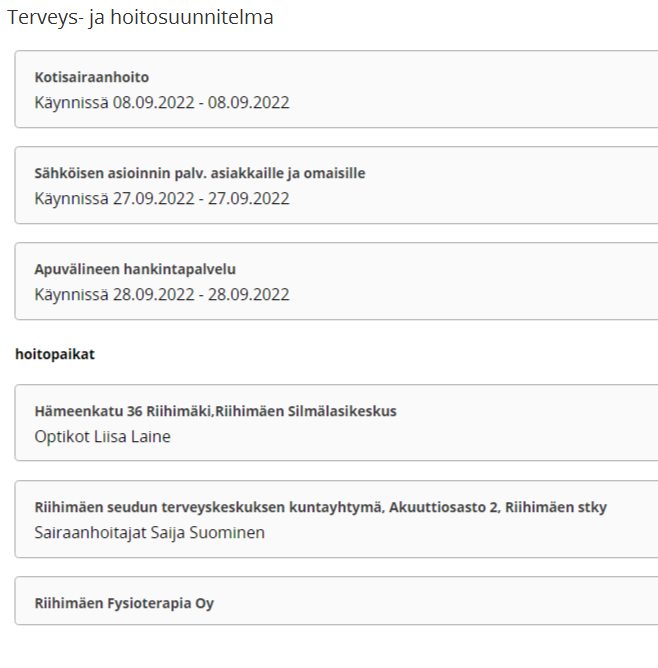 Terveys- ja hoitosuunnitelma
Kotisairaanhoito
Käynnissä 08.09.2022 - 08.09.2022
Sähköisen asioinnin palv. asiakkaille ja omaisille
Käynnissä 27.09.2022 - 27.09.2022
Apuvälineen hankintapalvelu
Käynnissä 28.09.2022 - 28.09.2022
hoitopaikat
Hämeenkatu 36 Riihimäki,Riihimäen Silmälasikeskus
Optikot Liisa Laine
Riihimäen seudun terveyskeskuksen kuntayhtymä, Akuuttiosasto 2, Riihimäen stky
Sairaanhoitajat Saija Suominen
Riihimäen Fysioterapia Oy